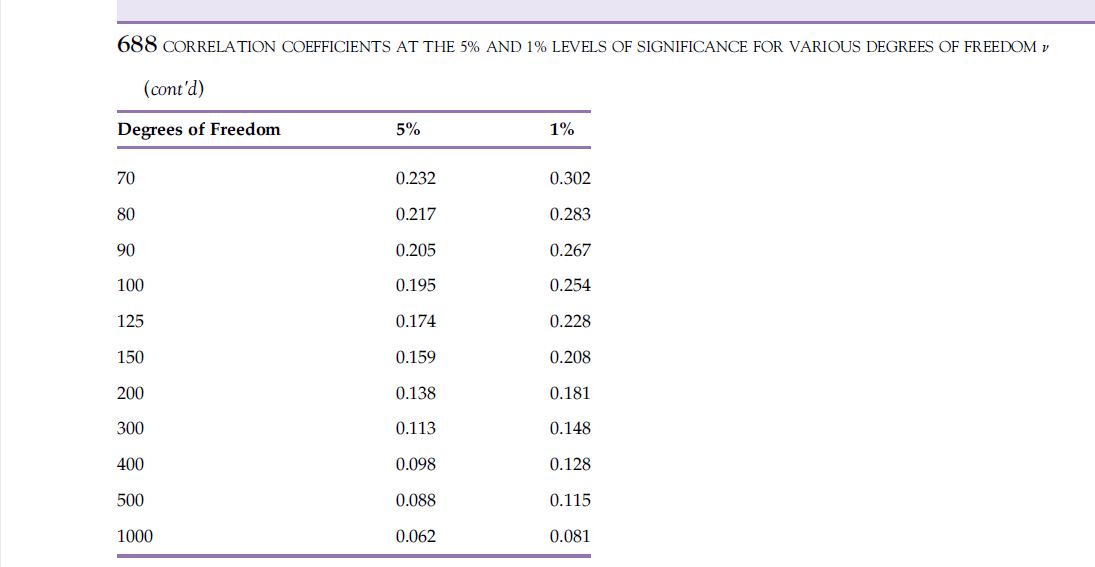 688 CORRELATION COEFFICIENTS AT THE 5% AND 1% LEVELS OF SIGNIFICANCE FOR VARIOUS DEGREES OF FREEDOM ν
(cont'd)
Degrees of Freedom 5% 1%
70 0.232 0.302
80 0.217 0.283
90 0.205 0.267
100 0.195 0.254
125 0.174 0.228
150 0.159 0.208
200 0.138 0.181
300 0.113 0.148
400 0.098 0.128
500 0.088 0.115
1000 0.062 0.081